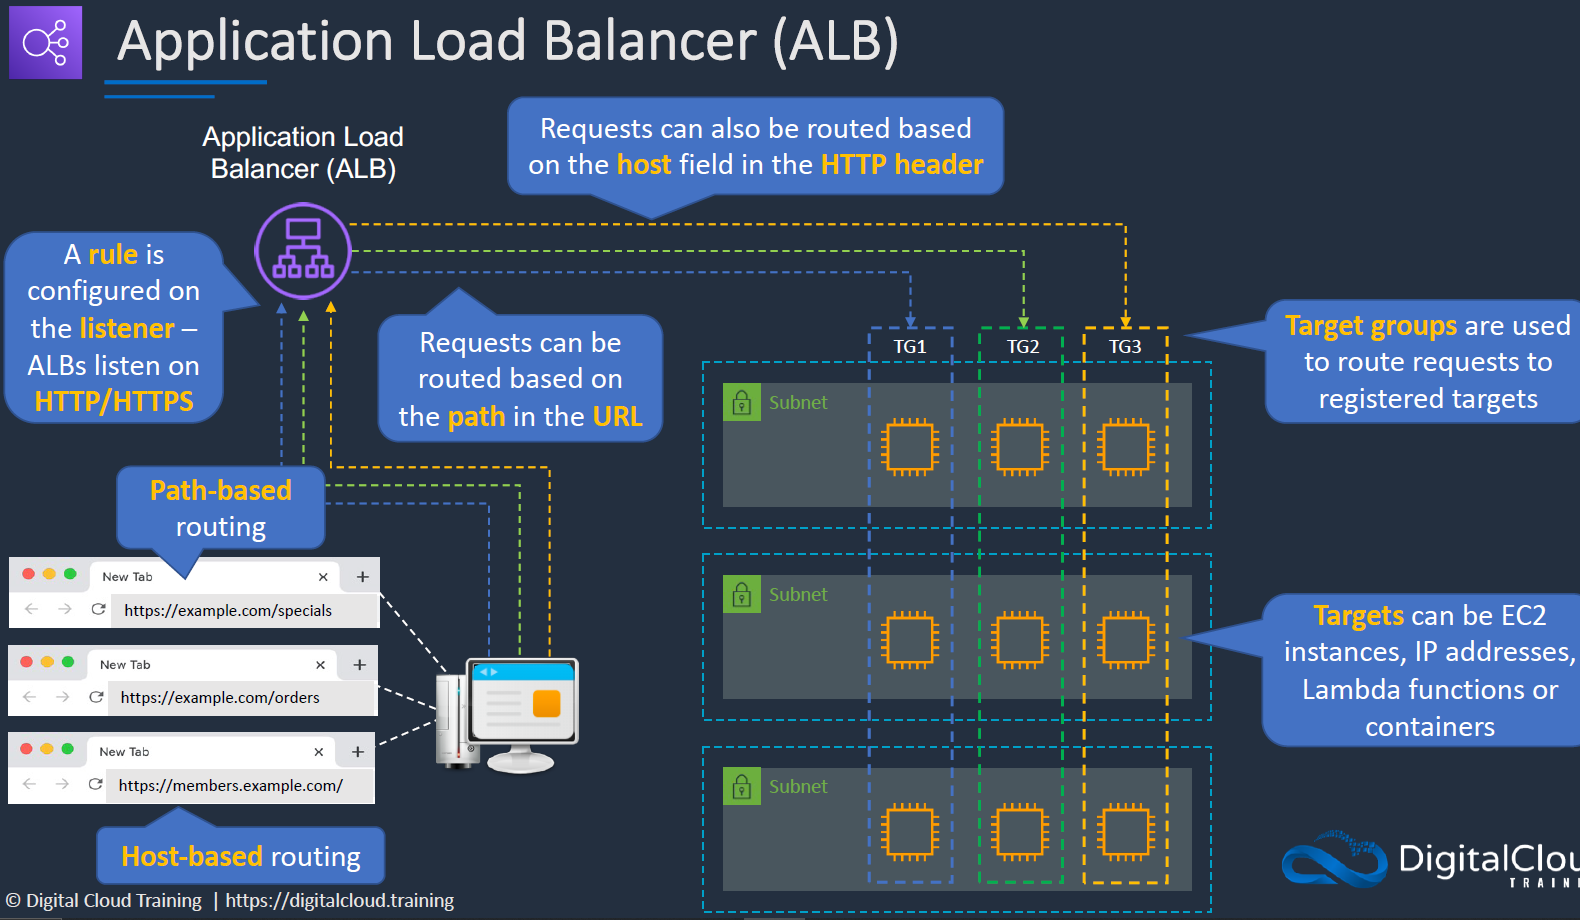 Application Load Balancer (ALB)
Application Load
Balancer (ALB)
Requests can also be routed based
on the host field in the HTTP header
A rule is
configured on
the listener –
ALBs listen on
HTTP/HTTPS
Requests can be
routed based on
the path in the URL
TG1
TG2
TG3
Target groups are used
to route requests to
registered targets
Subnet
Path-based
routing
New Tab
https://example.com/specials
Subnet
Targets can be EC2
instances, IP addresses,
Lambda functions or
containers
New Tab
https://example.com/orders
New Tab
https://members.example.com/
Subnet
Host-based routing
© Digital Cloud Training | https://digitalcloud.training